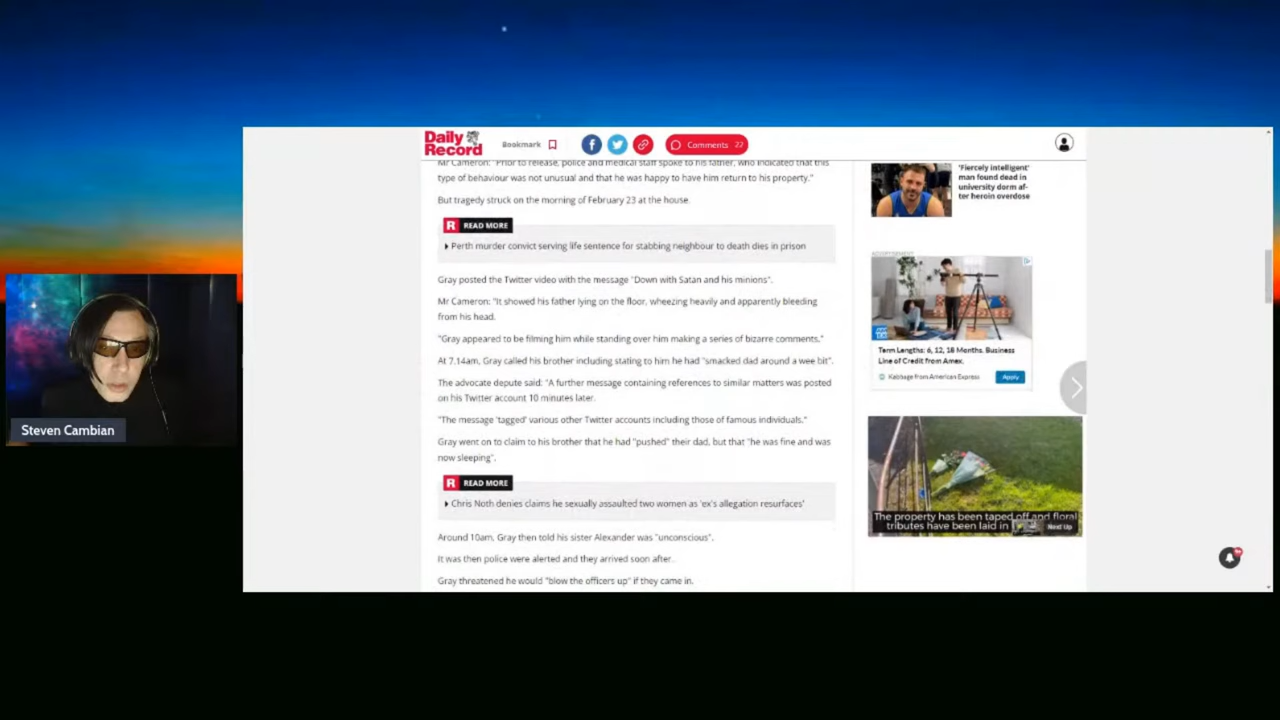 Daily
Record
Bookmark
Comments 22
Mr Cameron: "Prior to release, police and medical staff spoke to his father, who indicated that this
type of behaviour was not unusual and that he was happy to have him return to his property."
But tragedy struck on the morning of February 23 at the house.
R READ MORE
Perth murder convict serving life sentence for stabbing neighbour to death dies in prison
Gray posted the Twitter video with the message "Down with Satan and his minions".
Mr Cameron: "It showed his father lying on the floor, wheezing heavily and apparently bleeding
from his head.
"Gray appeared to be filming him while standing over him making a series of bizarre comments."
At 7.14am, Gray called his brother including stating to him he had "smacked dad around a wee bit".
The advocate depute said: "A further message containing references to similar matters was posted
on his Twitter account 10 minutes later.
"The message 'tagged' various other Twitter accounts including those of famous individuals."
Gray went on to claim to his brother that he had "pushed" their dad, but that "he was fine and was
now sleeping".
R READ MORE
Chris Noth denies claims he sexually assaulted two women as 'ex's allegation resurfaces'
Around 10am, Gray then told his sister Alexander was "unconscious".
It was then police were alerted and they arrived soon after.
Gray threatened he would "blow the officers up" if they came in.
'Fiercely intelligent'
man found dead in
university dorm af-
ter heroin overdose
ADVERTISEMENT
Term Lengths: 6, 12, 18 Months. Business
Line of Credit from Amex.
Kabbage from American Express
Apply
The property has been taped off and floral
tributes have been laid in
Next Up
Steven Cambian